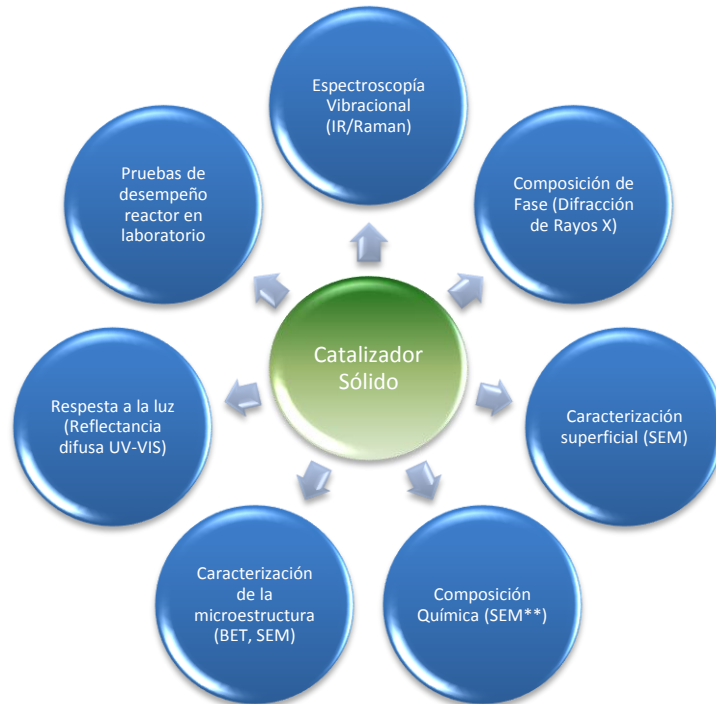 Espectroscopía
Vibracional
(IR/Raman)
Composición de
Fase (Difracción
de Rayos X)
Caracterización
superficial (SEM)
Composición
Química (SEM**)
Caracterización
de la
microestructura
(BET, SEM)
Respesta a la luz
(Reflectancia
difusa UV-VIS)
Pruebas de
desempeño
reactor en
laboratorio
Catalizador
Sólido